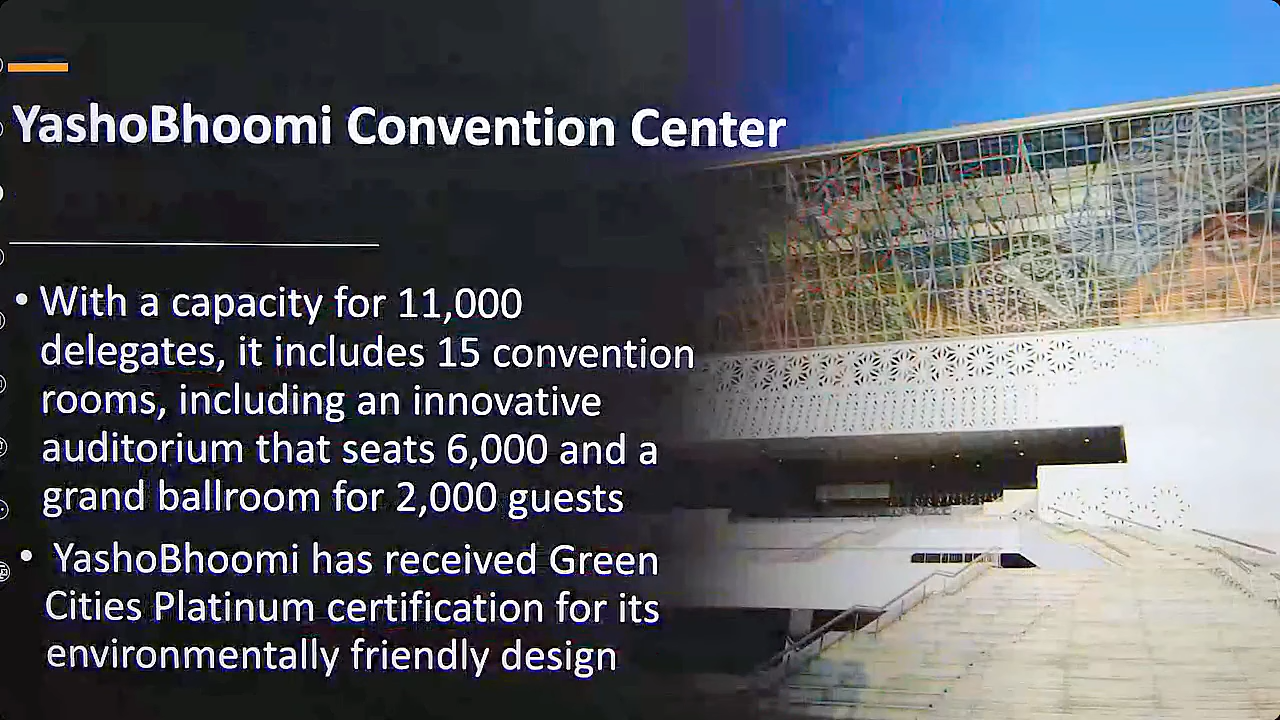 YashoBhoomi Convention Center
• With a capacity for 11,000
delegates, it includes 15 convention
rooms, including an innovative
auditorium that seats 6,000 and a
grand ballroom for 2,000 guests
• YashoBhoomi has received Green
Cities Platinum certification for its
environmentally friendly design